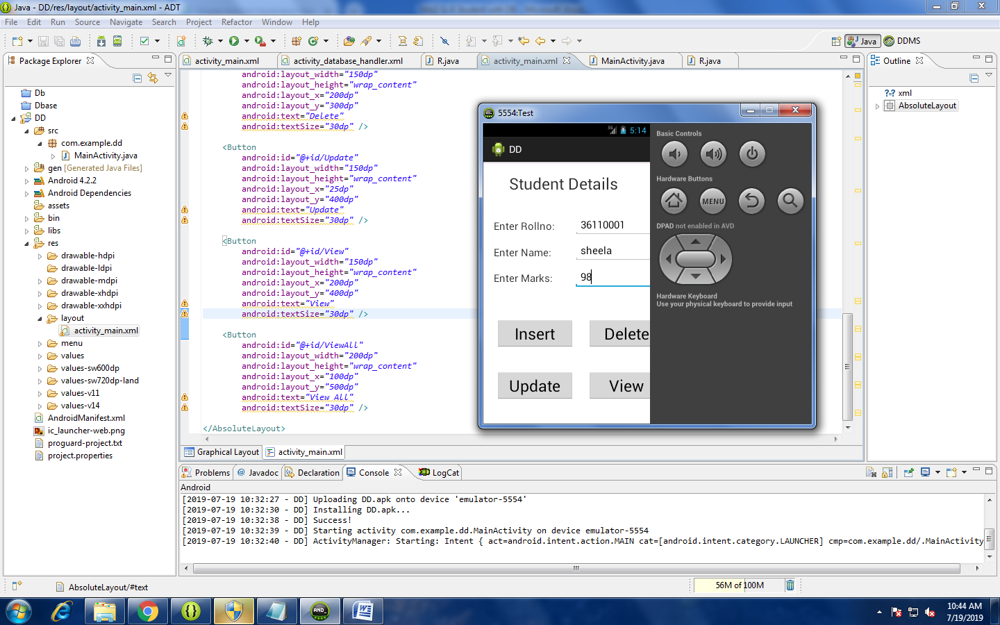 Java - DD/res/layout/activity_main.xml - ADT
File Edit Run Source Navigate Search Project Refactor Window Help
Java DDMS
Package Explorer
activity_main.xml activity_database_handler.xml R.java activity_main.xml MainActivity.java R.java
Outline
Db
Dbase
DD
src
com.example.dd
MainActivity.java
gen [Generated Java Files]
Android 4.2.2
Android Dependencies
assets
bin
libs
res
drawable-hdpi
drawable-ldpi
drawable-mdpi
drawable-xhdpi
drawable-xxhdpi
layout
activity_main.xml
menu
values
values-sw600dp
values-sw720dp-land
values-v11
values-v14
AndroidManifest.xml
ic_launcher-web.png
proguard-project.txt
project.properties
android:layout_width="150dp"
android:layout_height="wrap_content"
android:layout_x="200dp"
android:layout_y="300dp"
android:text="Delete"
android:textSize="30dp" />
<Button
android:id="@+id/Update"
android:layout_width="150dp"
android:layout_height="wrap_content"
android:layout_x="25dp"
android:layout_y="400dp"
android:text="Update"
android:textSize="30dp" />
<Button
android:id="@+id/View"
android:layout_width="150dp"
android:layout_height="wrap_content"
android:layout_x="200dp"
android:layout_y="400dp"
android:text="View"
android:textSize="30dp" />
<Button
android:id="@+id/ViewAll"
android:layout_width="200dp"
android:layout_height="wrap_content"
android:layout_x="100dp"
android:layout_y="500dp"
android:text="View All"
android:textSize="30dp" />
</AbsoluteLayout>
Graphical Layout activity_main.xml
5554:Test
3G 5:14
DD
Student Details
Enter Rollno: 36110001
Enter Name: sheela
Enter Marks: 98
Insert Delete
Update View
Basic Controls
Hardware Buttons
MENU
DPAD not enabled in AVD
Hardware Keyboard
Use your physical keyboard to provide input
?-? xml
AbsoluteLayout
Problems @ Javadoc Declaration Console LogCat
Android
[2019-07-19 10:32:27 - DD] Uploading DD.apk onto device 'emulator-5554'
[2019-07-19 10:32:30 - DD] Installing DD.apk...
[2019-07-19 10:32:38 - DD] Success!
[2019-07-19 10:32:39 - DD] Starting activity com.example.dd.MainActivity on device emulator-5554
[2019-07-19 10:32:40 - DD] ActivityManager: Starting: Intent { act=android.intent.action.MAIN cat=[android.intent.category.LAUNCHER] cmp=com.example.dd/.MainActivity
AbsoluteLayout/#text
56M of 100M
AND_
10:44 AM
7/19/2019